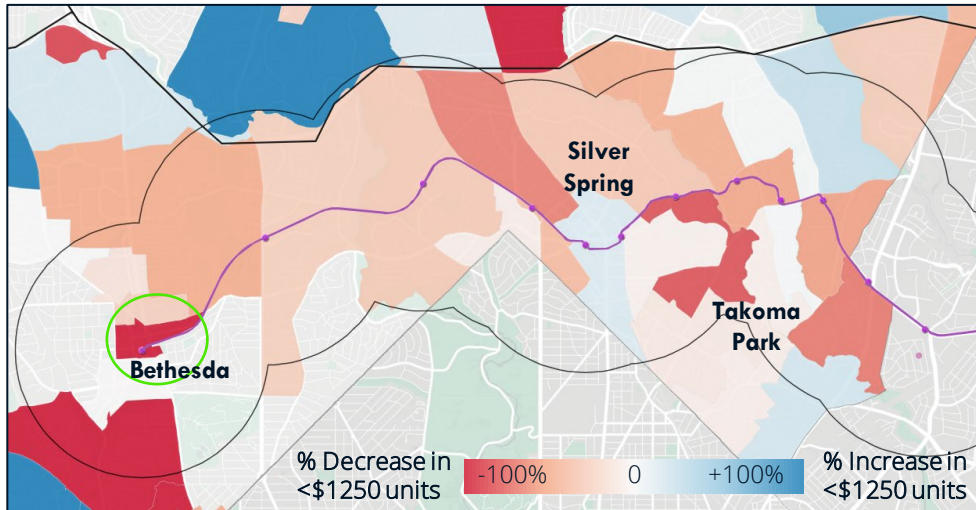 Silver
Spring
Takoma
Park
Bethesda
% Decrease in
<$1250 units
-100%
0
+100%
% Increase in
<$1250 units